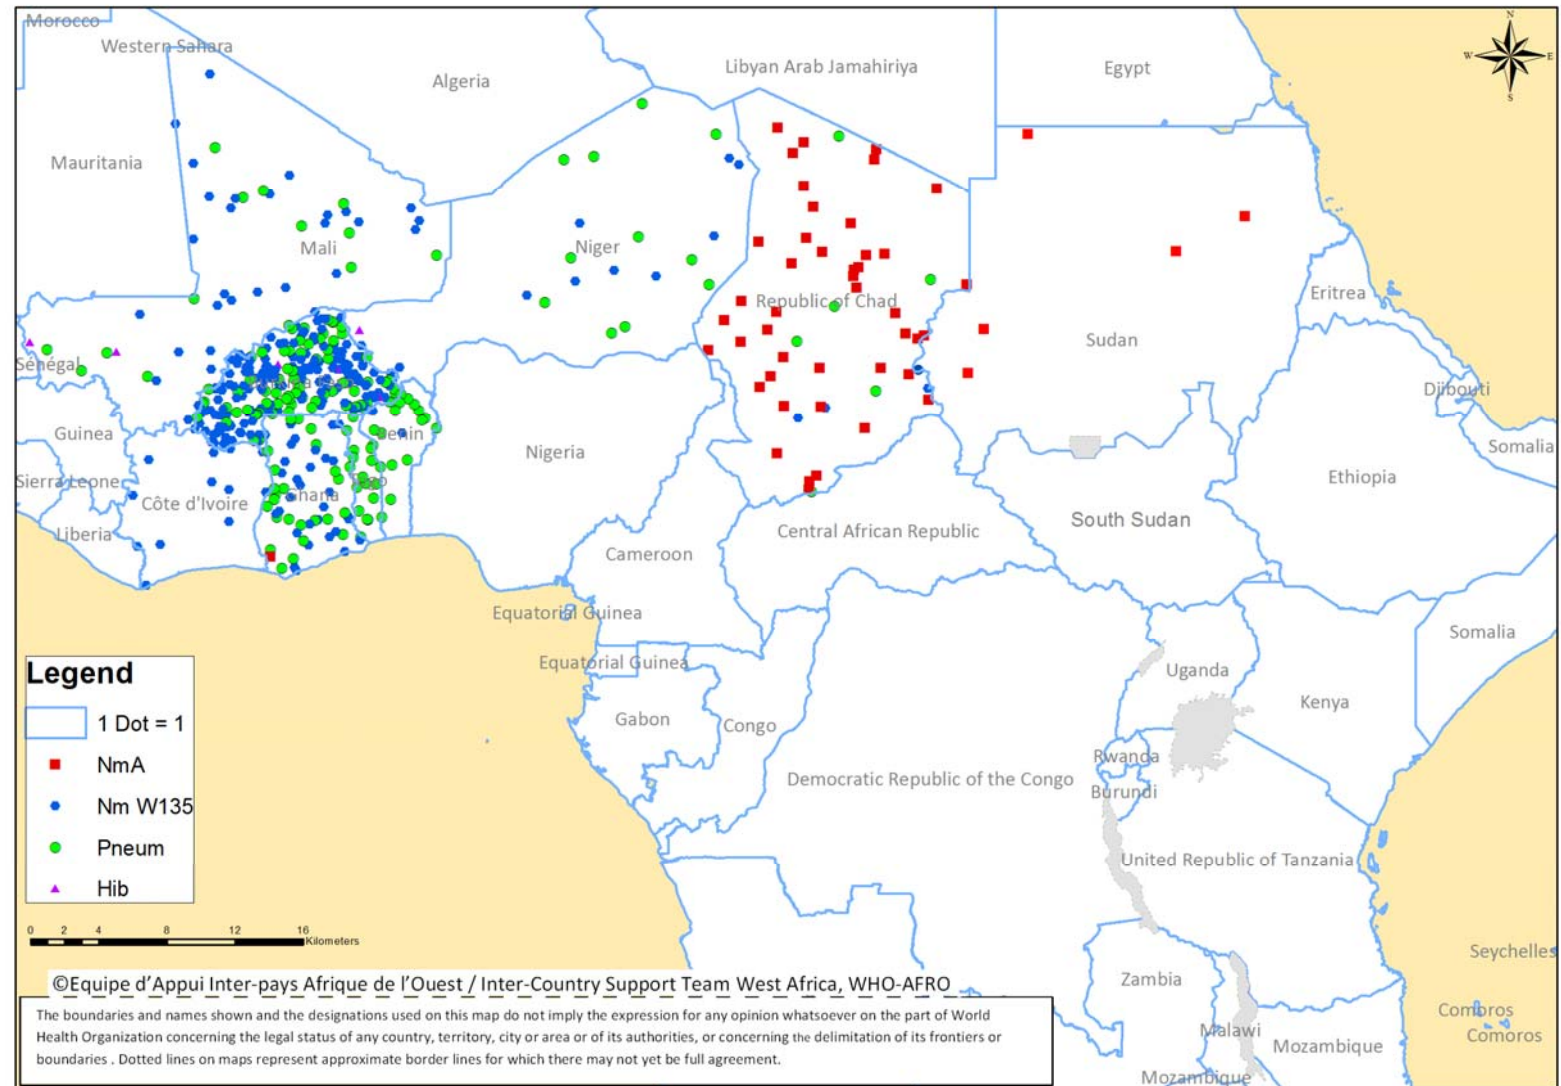 Morocco
Western Sahara
Algeria
Libyan Arab Jamahiriya
Egypt
N
W
E
S
Mauritania
Mali
Niger
Republic of Chad
Sudan
Eritrea
Sénégal
Djibouti
Guinea
Benin
Nigeria
Somalia
Sierra Leone
Côte d'Ivoire
Ghana
Togo
Ethiopia
Liberia
Central African Republic
South Sudan
Cameroon
Equatorial Guinea
Equatorial Guinea
Somalia
Uganda
Gabon
Congo
Kenya
Rwanda
Democratic Republic of the Congo
Burundi
United Republic of Tanzania
Legend
1 Dot = 1
NmA
Nm W135
Pneum
Hib
0 2 4 8 12 16
Kilometers
Seychelles
Zambia
Comoros
Comoros
Malawi
Mozambique
Mozambique
©Equipe d’Appui Inter-pays Afrique de l’Ouest / Inter-Country Support Team West Africa, WHO-AFRO
The boundaries and names shown and the designations used on this map do not imply the expression for any opinion whatsoever on the part of World
Health Organization concerning the legal status of any country, territory, city or area or of its authorities, or concerning the delimitation of its frontiers or
boundaries . Dotted lines on maps represent approximate border lines for which there may not yet be full agreement.